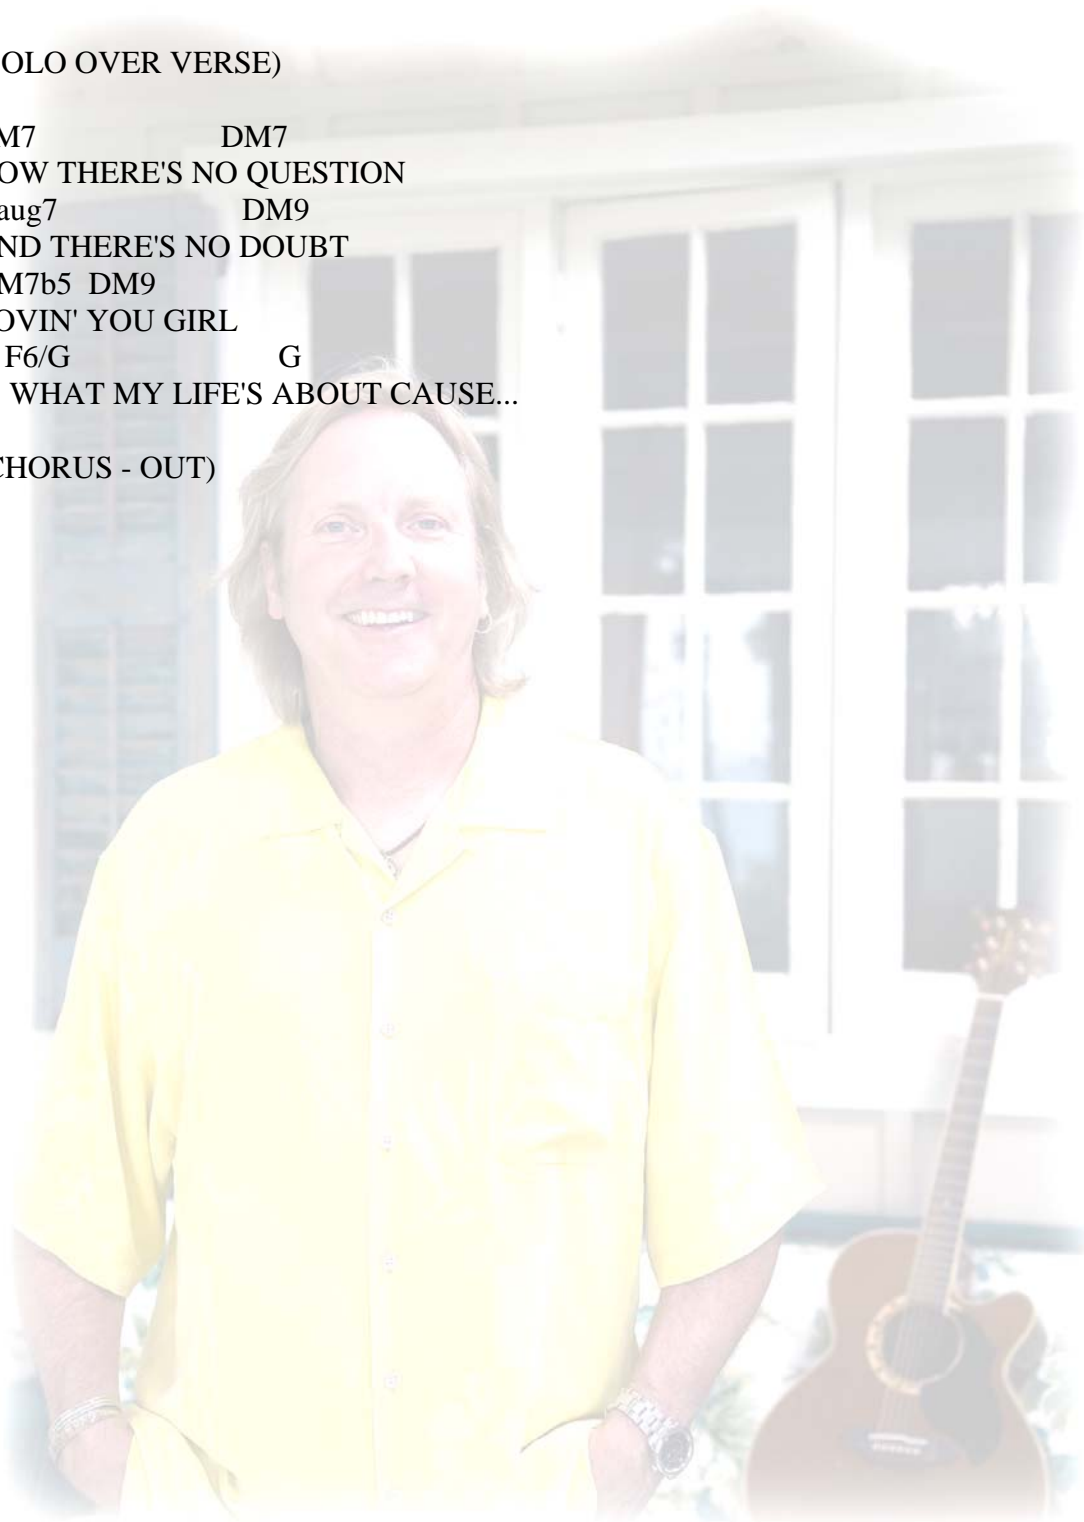 OLO OVER VERSE)
M7 DM7
OW THERE'S NO QUESTION
aug7 DM9
ND THERE'S NO DOUBT
M7b5 DM9
OVIN' YOU GIRL
F6/G G
WHAT MY LIFE'S ABOUT CAUSE...
CHORUS - OUT)